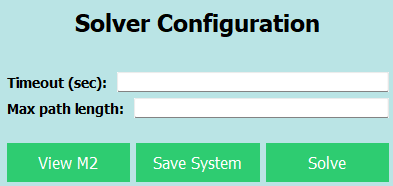 Solver Configuration
Timeout (sec):
Max path length:
View M2 Save System Solve